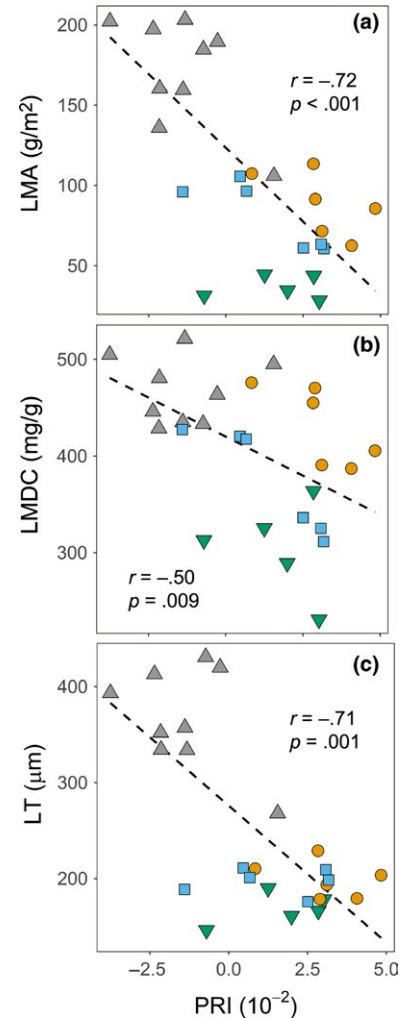 (a)
r = –.72
p < .001
LMA (g/m²)
200
150
100
50
(b)
LMDC (mg/g)
500
400
300
r = –.50
p = .009
(c)
r = –.71
p = .001
LT (μm)
400
300
200
–2.5 0.0 2.5 5.0
PRI (10⁻²)